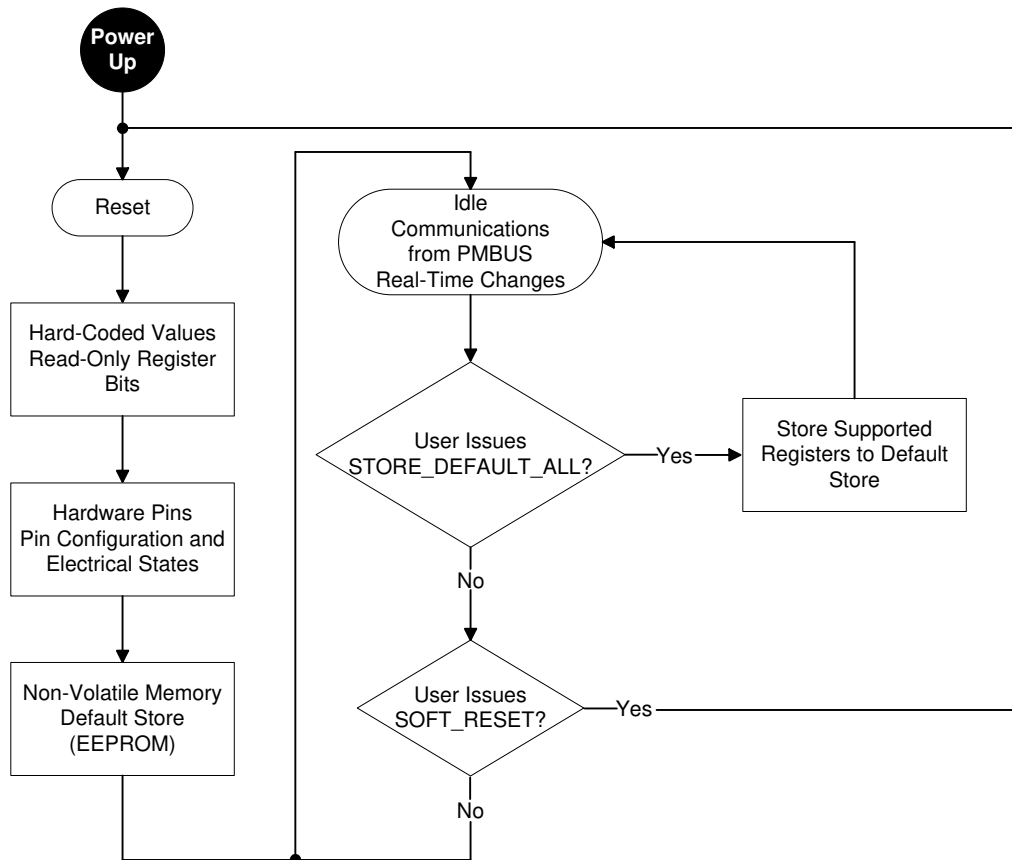 Power
Up
Reset
Hard-Coded Values
Read-Only Register
Bits
Hardware Pins
Pin Configuration and
Electrical States
Non-Volatile Memory
Default Store
(EEPROM)
Idle
Communications
from PMBUS
Real-Time Changes
User Issues
STORE_DEFAULT_ALL?
Yes
Store Supported
Registers to Default
Store
No
User Issues
SOFT_RESET?
Yes
No